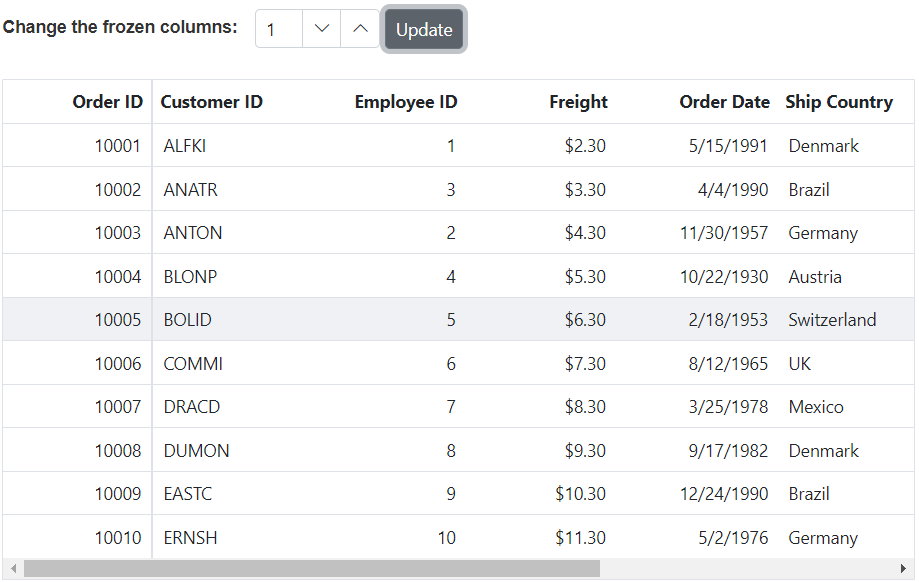 Change the frozen columns: 1 Update
Order ID Customer ID Employee ID Freight Order Date Ship Country
10001 ALFKI 1 $2.30 5/15/1991 Denmark
10002 ANATR 3 $3.30 4/4/1990 Brazil
10003 ANTON 2 $4.30 11/30/1957 Germany
10004 BLONP 4 $5.30 10/22/1930 Austria
10005 BOLID 5 $6.30 2/18/1953 Switzerland
10006 COMMI 6 $7.30 8/12/1965 UK
10007 DRACD 7 $8.30 3/25/1978 Mexico
10008 DUMON 8 $9.30 9/17/1982 Denmark
10009 EASTC 9 $10.30 12/24/1990 Brazil
10010 ERNSH 10 $11.30 5/2/1976 Germany